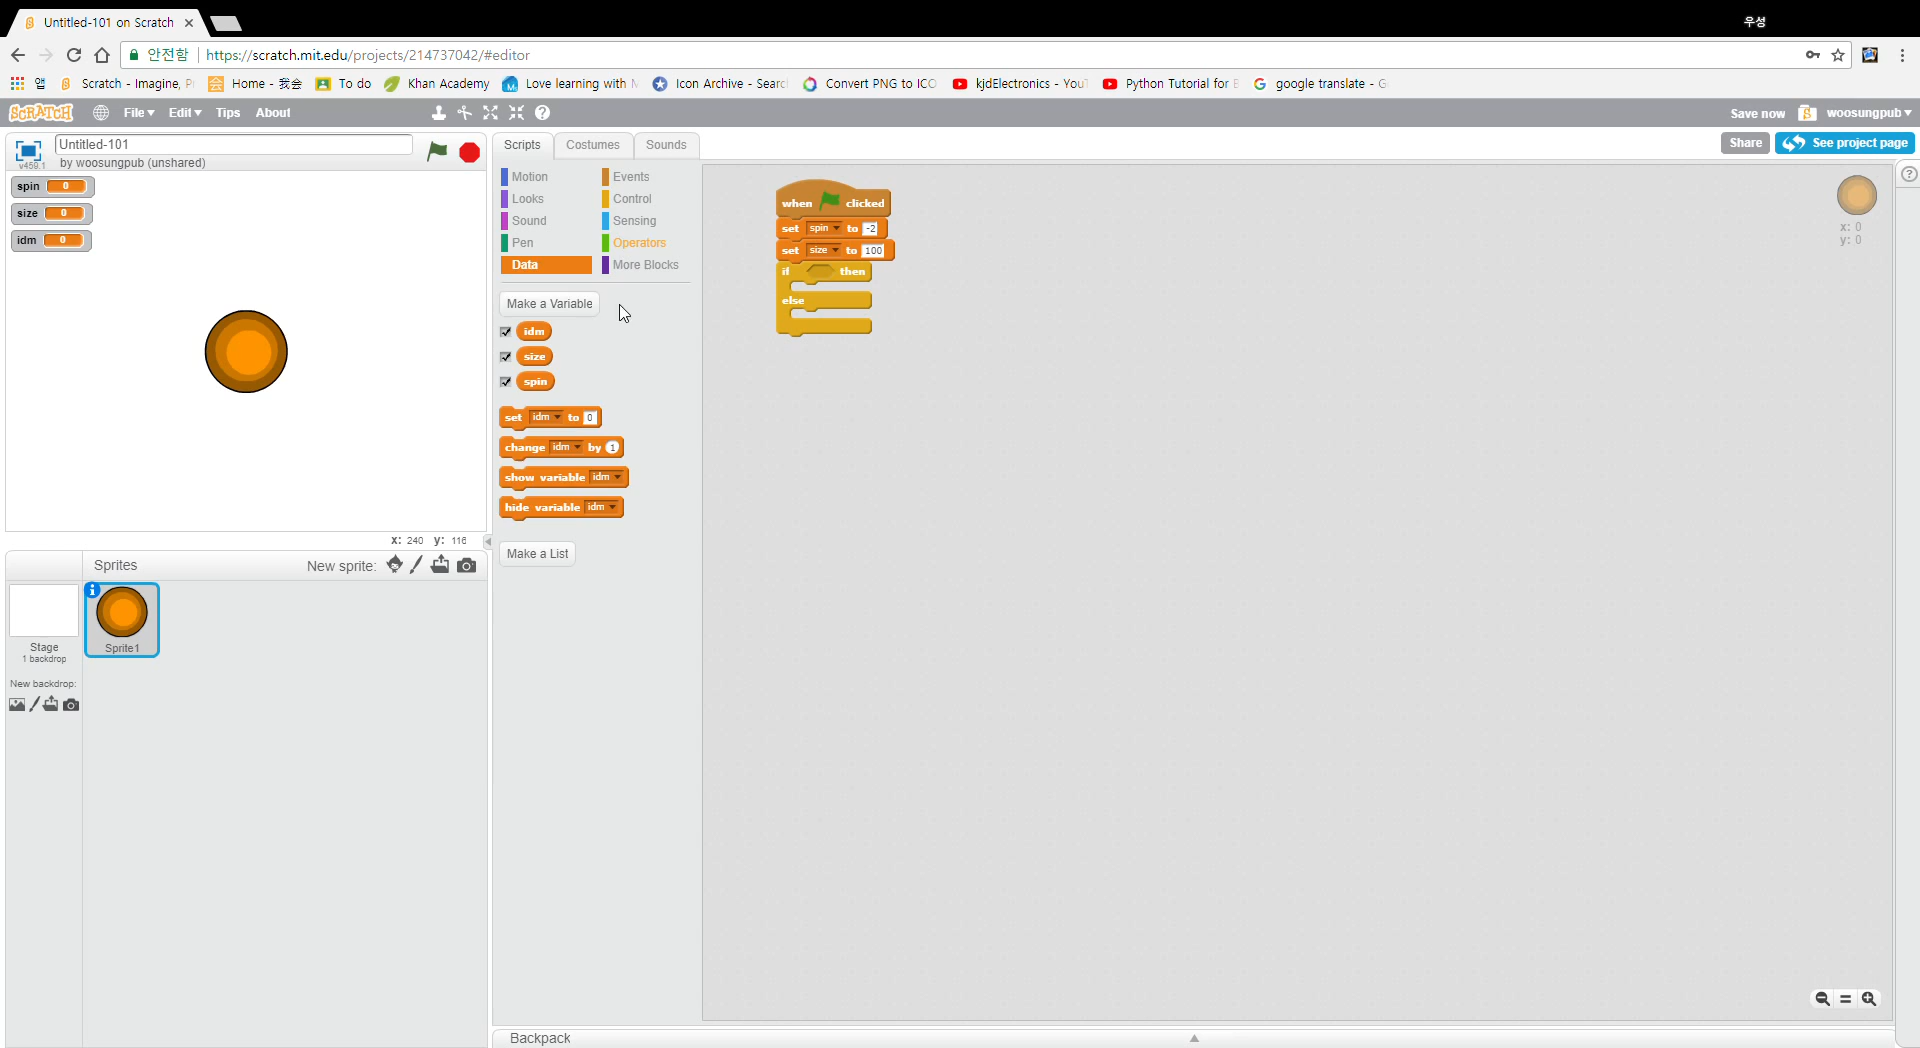 Untitled-101 on Scratch
우성
안전함 https://scratch.mit.edu/projects/214737042/#editor
앱 Scratch - Imagine, P Home - 我会 To do Khan Academy Love learning with M Icon Archive - Searc Convert PNG to ICO kjdElectronics - You Python Tutorial for B google translate - G
SCRATCH File Edit Tips About Save now woosungpub
Untitled-101
by woosungpub (unshared)
v459.1
Scripts Costumes Sounds
Share See project page
spin 0
size 0
idm 0
Motion Events
Looks Control
Sound Sensing
Pen Operators
Data More Blocks
Make a Variable
idm
size
spin
set idm to 0
change idm by 1
show variable idm
hide variable idm
Make a List
when clicked
set spin to -2
set size to 100
if then
else
x: 0
y: 0
x: 240 y: 116
Sprites New sprite:
Stage
1 backdrop
Sprite1
New backdrop:
Backpack